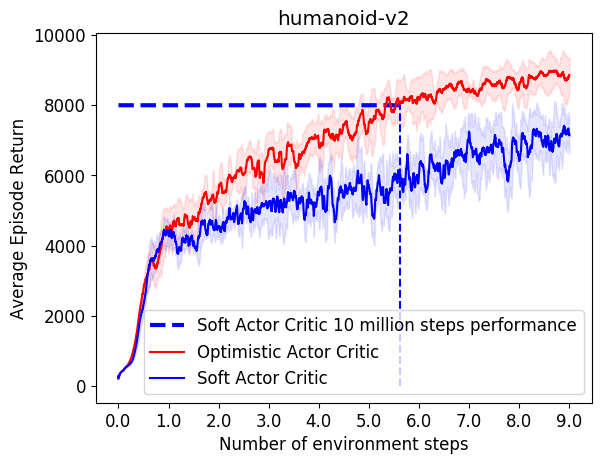 humanoid-v2
10000
8000
6000
4000
2000
0
Average Episode Return
Soft Actor Critic 10 million steps performance
Optimistic Actor Critic
Soft Actor Critic
0.0 1.0 2.0 3.0 4.0 5.0 6.0 7.0 8.0 9.0
Number of environment steps